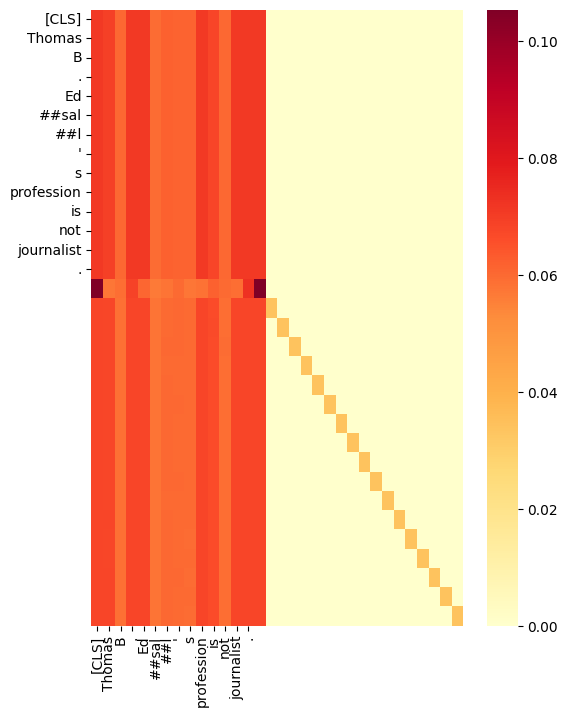 [CLS]
Thomas
B
.
Ed
##sal
##l
'
s
profession
is
not
journalist
.
0.10
0.08
0.06
0.04
0.02
0.00
[CLS]
Thomas
B
.
Ed
##sal
##l
'
s
profession
is
not
journalist
.